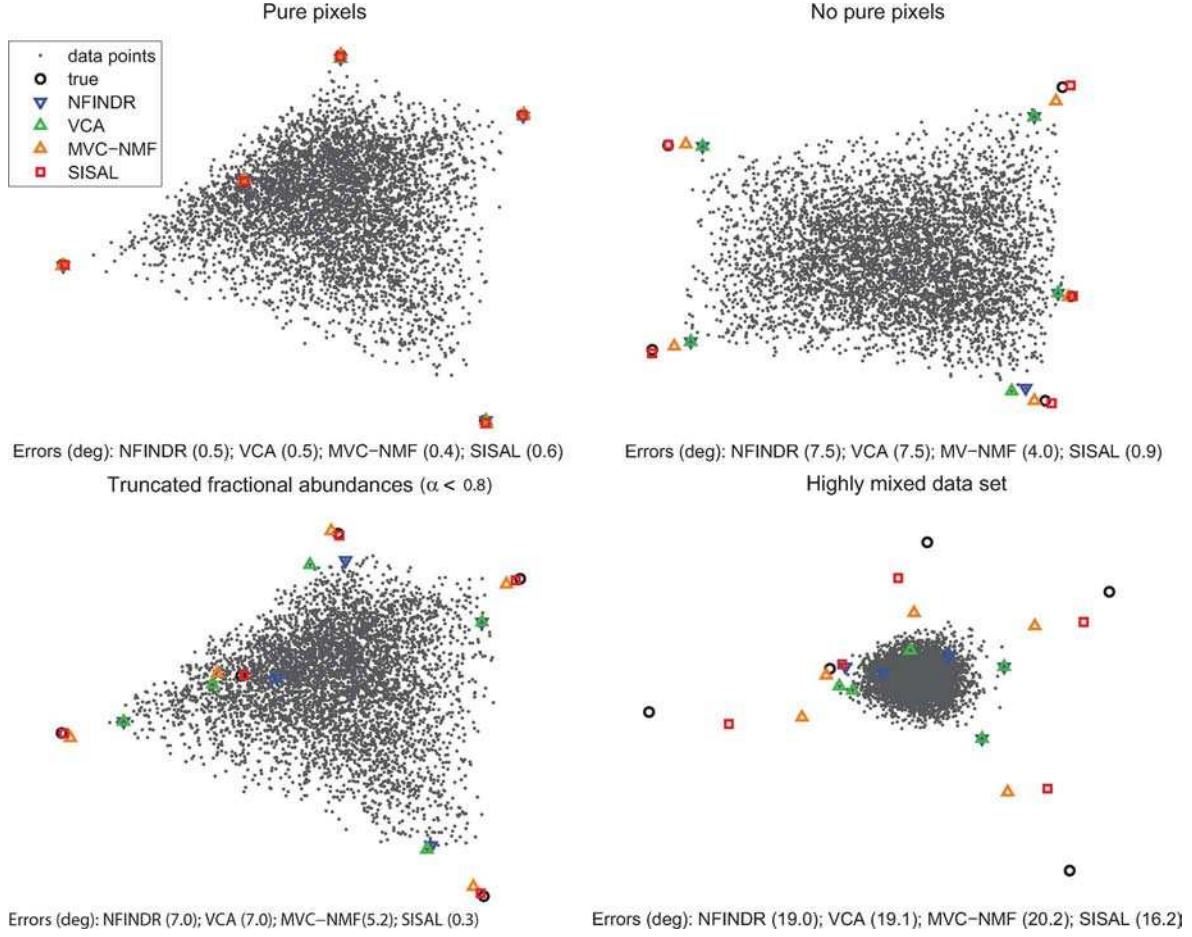 Pure pixels
No pure pixels
data points
true
NFINDR
VCA
MVC−NMF
SISAL
Errors (deg): NFINDR (0.5); VCA (0.5); MVC−NMF (0.4); SISAL (0.6)
Errors (deg): NFINDR (7.5); VCA (7.5); MV−NMF (4.0); SISAL (0.9)
Truncated fractional abundances (α < 0.8)
Highly mixed data set
Errors (deg): NFINDR (7.0); VCA (7.0); MVC−NMF(5.2); SISAL (0.3)
Errors (deg): NFINDR (19.0); VCA (19.1); MVC−NMF (20.2); SISAL (16.2)